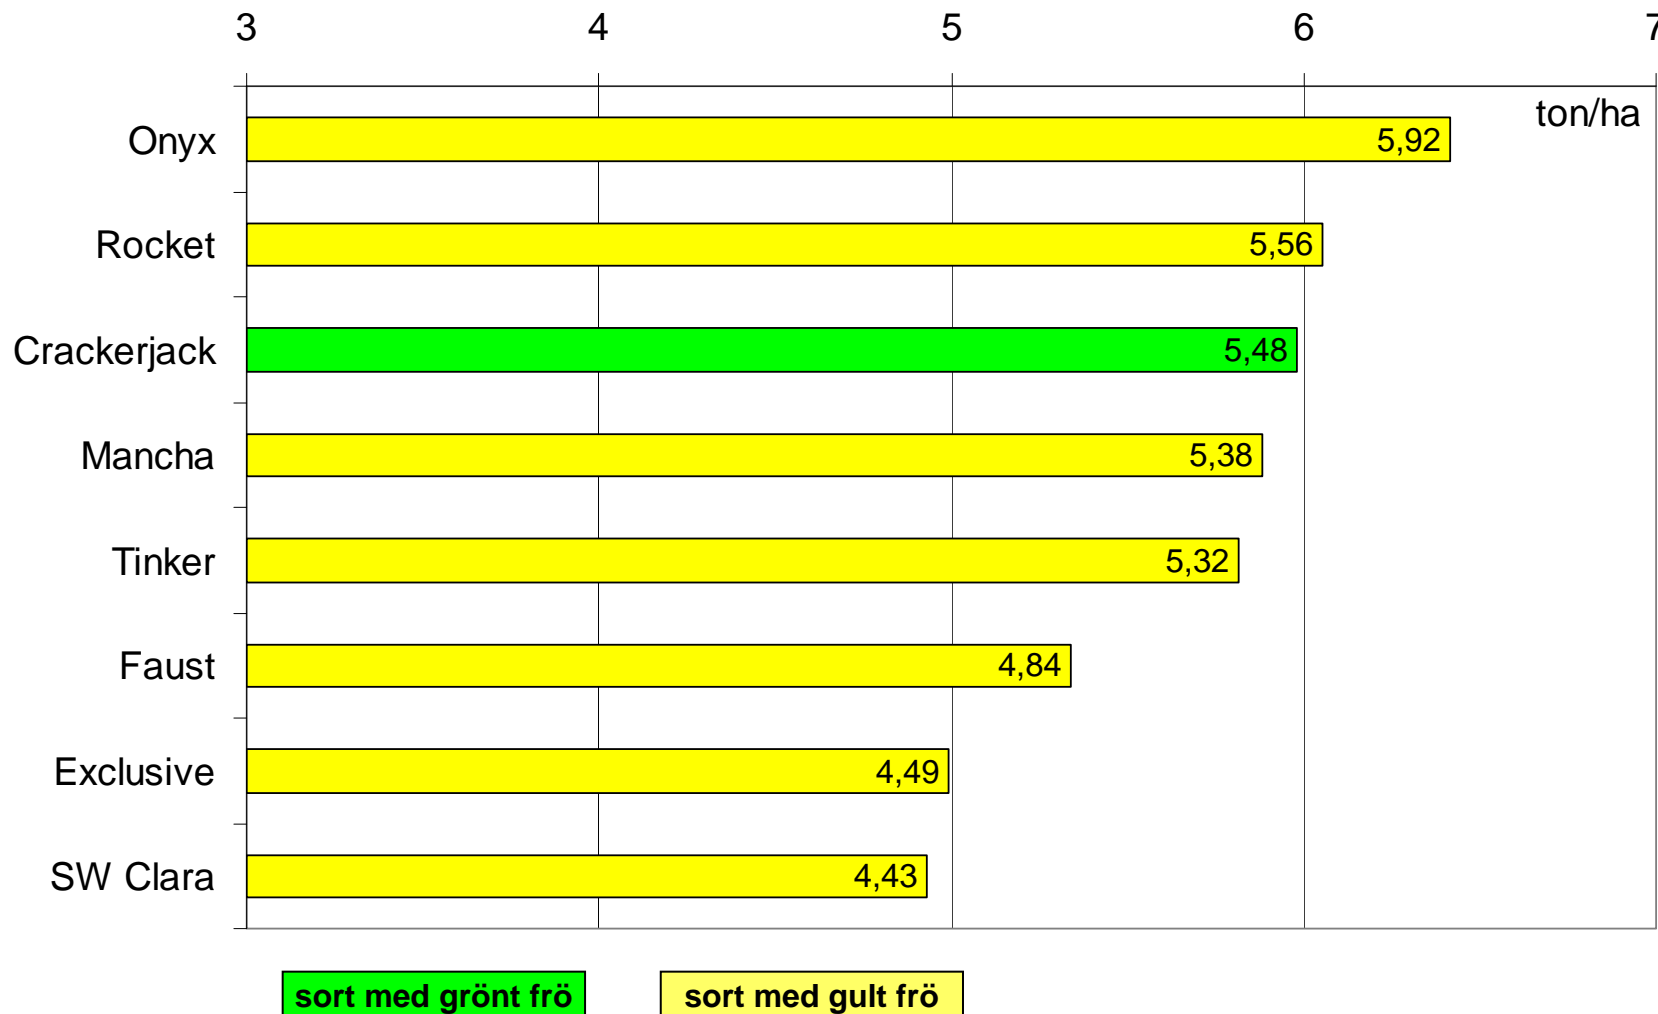 3 4 5 6 7
ton/ha
Onyx 5,92
Rocket 5,56
Crackerjack 5,48
Mancha 5,38
Tinker 5,32
Faust 4,84
Exclusive 4,49
SW Clara 4,43
sort med grönt frö sort med gult frö